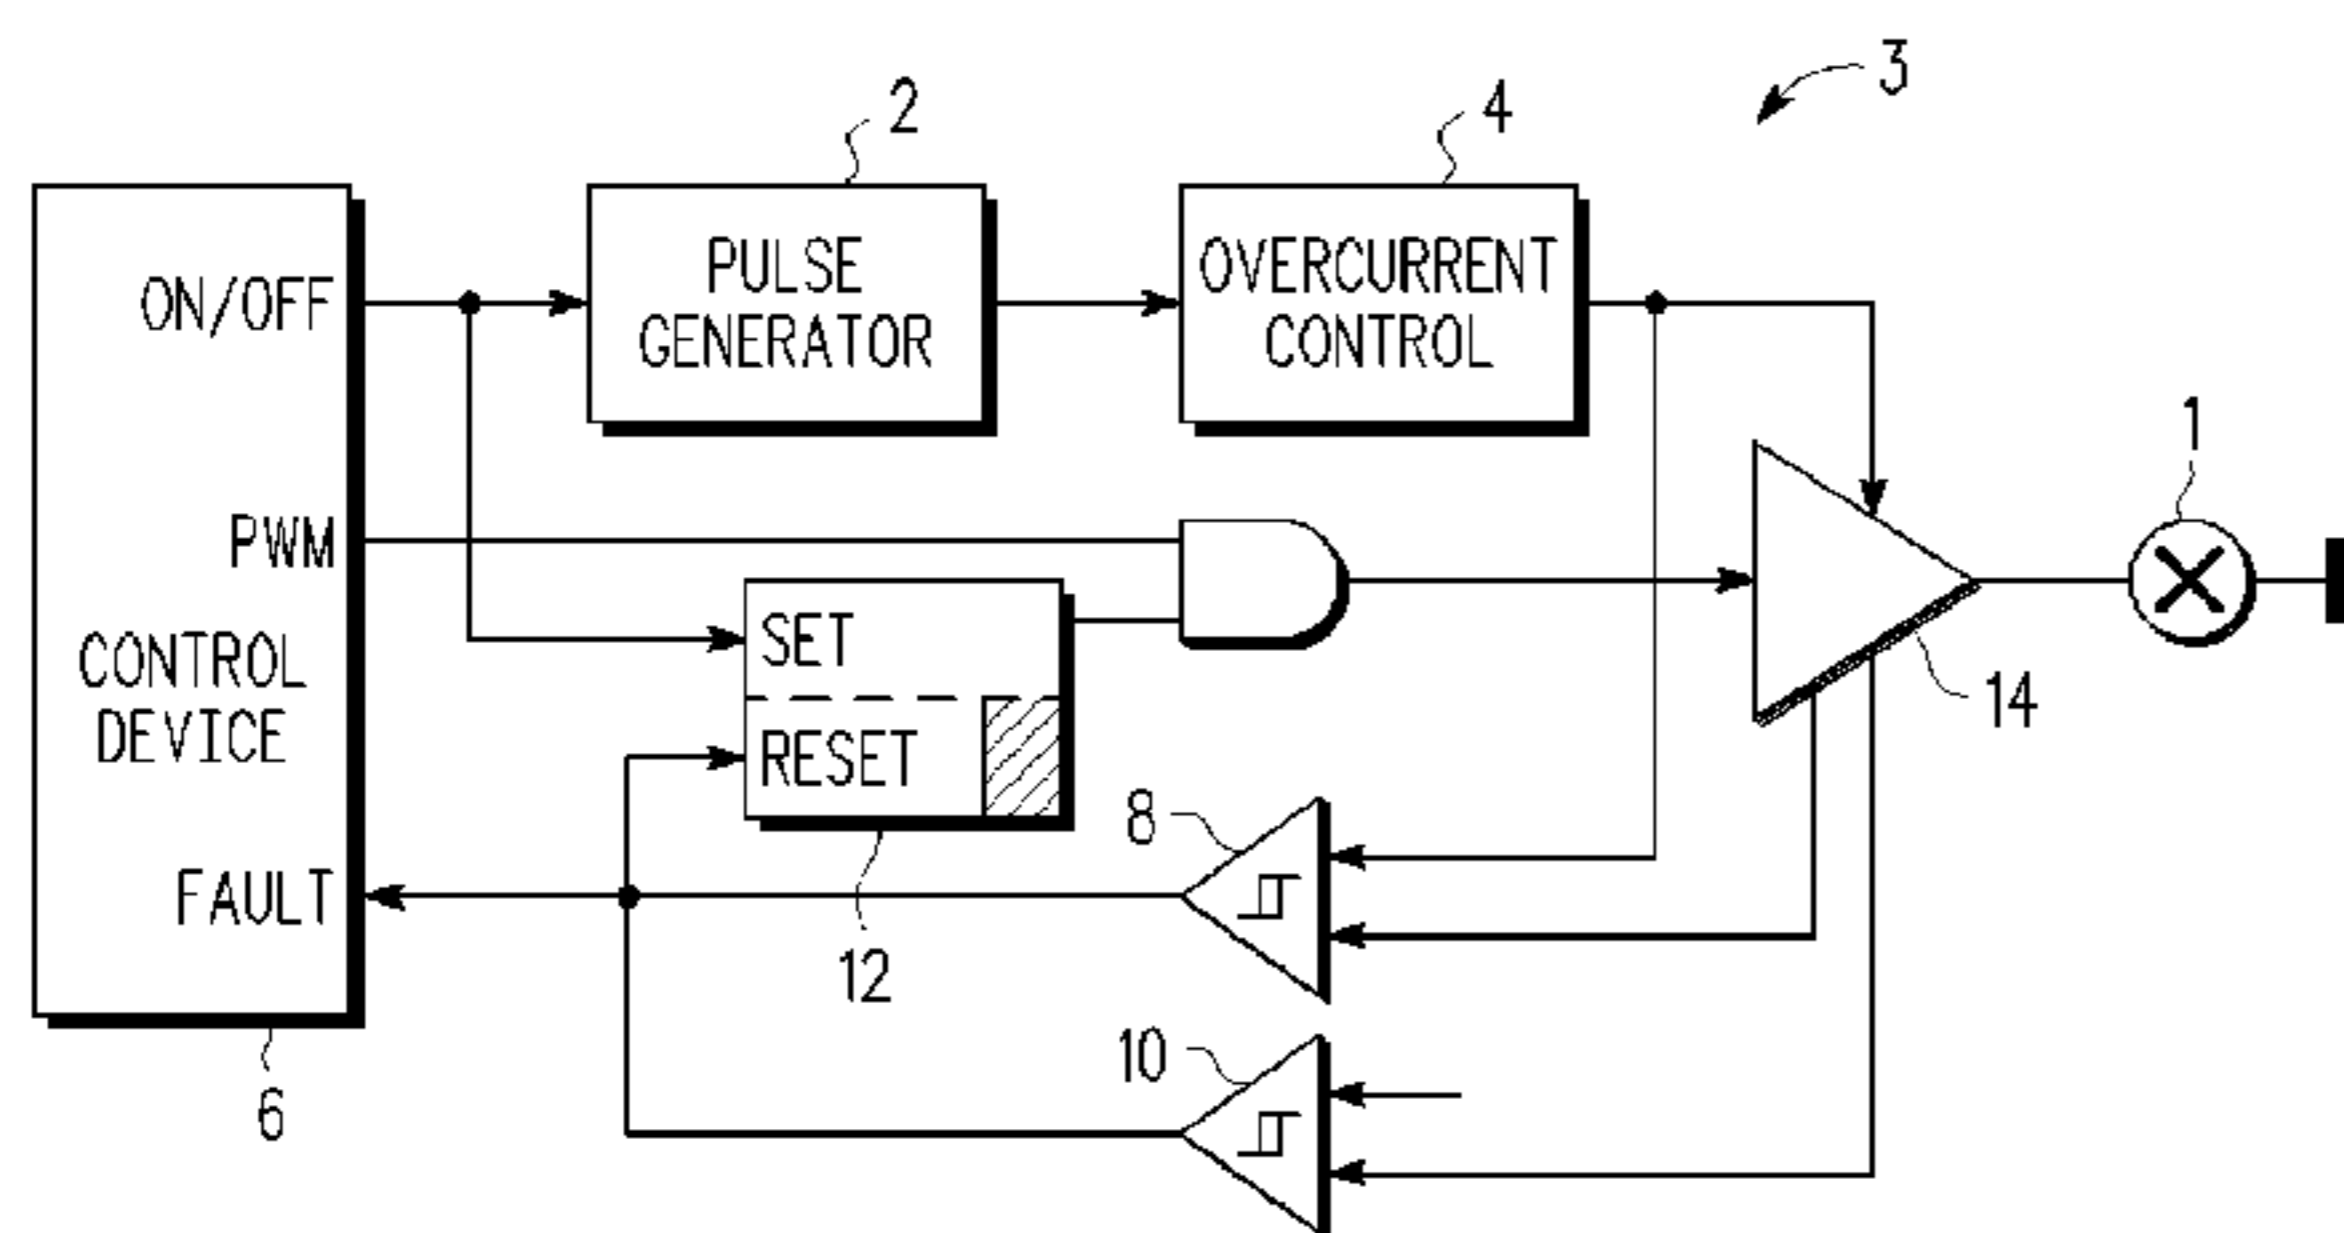 3
2
4
ON/OFF
PULSE
GENERATOR
OVERCURRENT
CONTROL
1
PWM
SET
CONTROL
DEVICE
RESET
14
8
FAULT
12
10
6